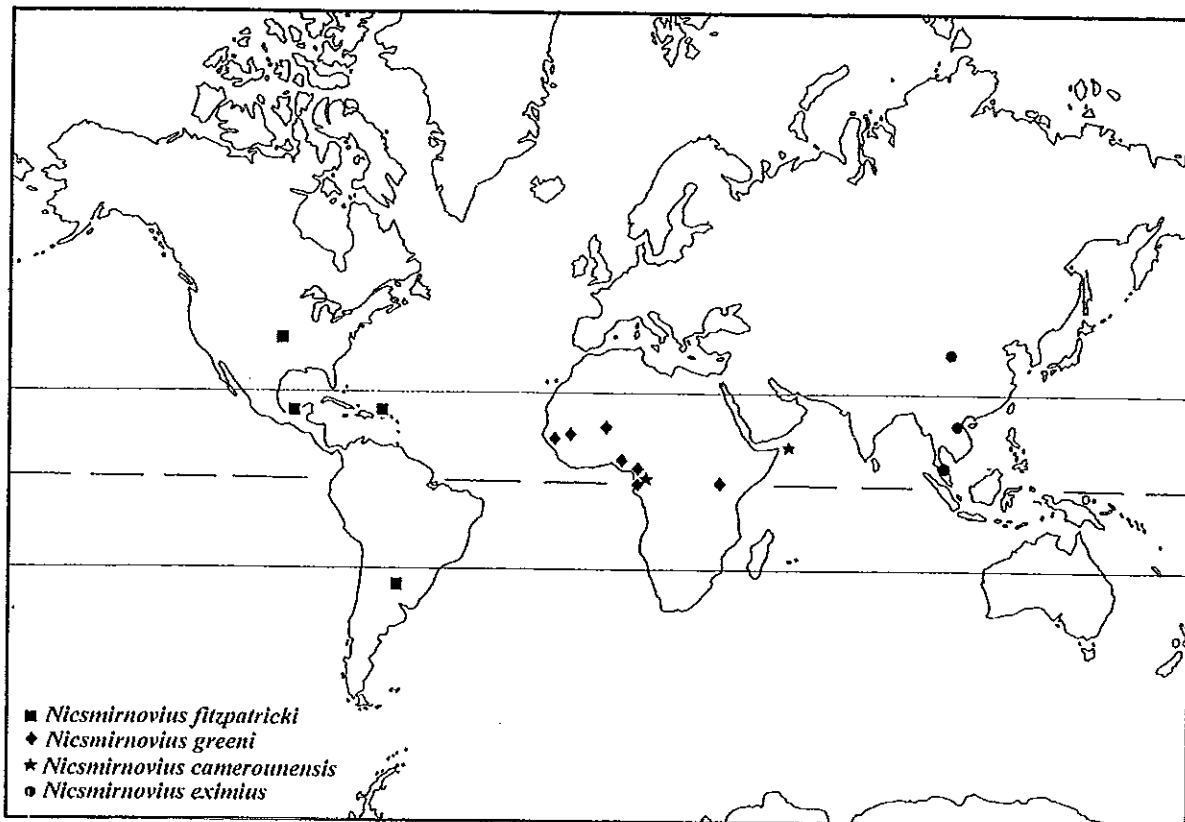 ■ Nicsmirnovius fitzpatricki
♦ Nicsmirnovius greeni
★ Nicsmirnovius camerounensis
● Nicsmirnovius eximius